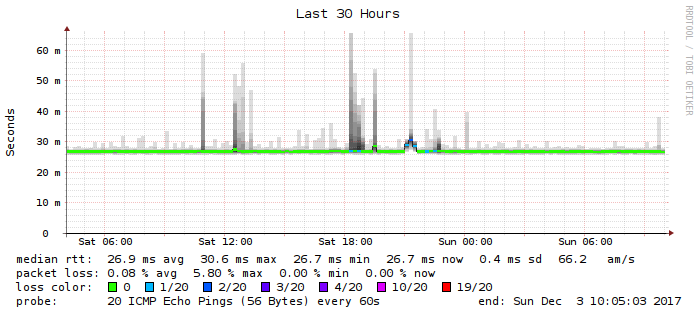 Last 30 Hours
RRDTOOL / TOBI OETIKER
Seconds
60 m
50 m
40 m
30 m
20 m
10 m
0
Sat 06:00 Sat 12:00 Sat 18:00 Sun 00:00 Sun 06:00
median rtt: 26.9 ms avg 30.6 ms max 26.7 ms min 26.7 ms now 0.4 ms sd 66.2 am/s
packet loss: 0.08 % avg 5.80 % max 0.00 % min 0.00 % now
loss color: 0 1/20 2/20 3/20 4/20 10/20 19/20
probe: 20 ICMP Echo Pings (56 Bytes) every 60s end: Sun Dec 3 10:05:03 2017